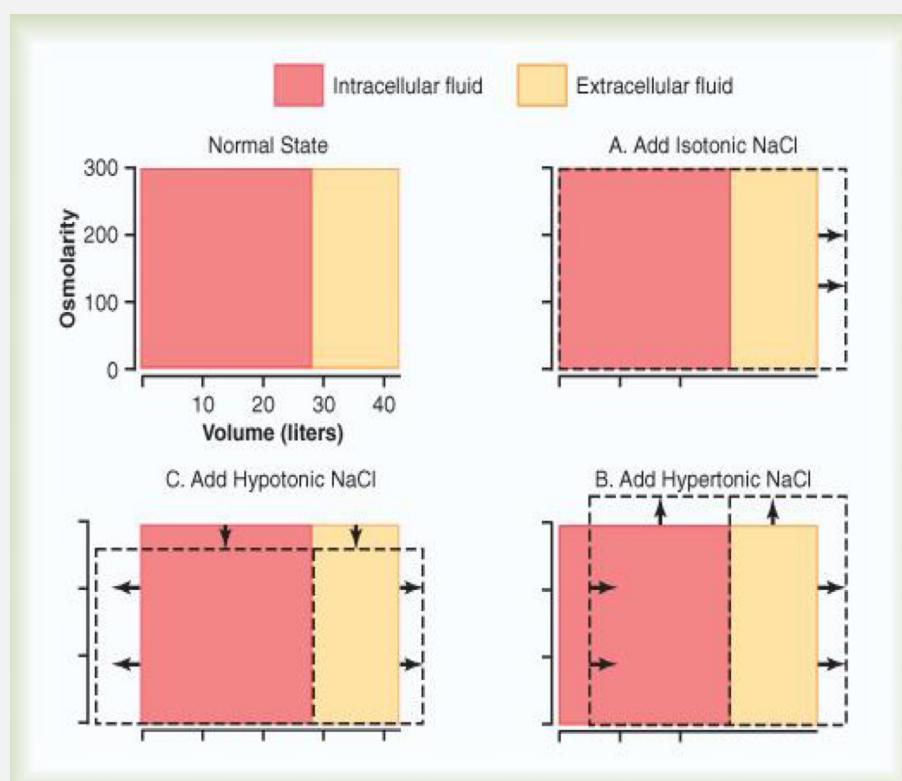 Intracellular fluid
Extracellular fluid
Normal State
300
200
100
0
Osmolarity
10 20 30 40
Volume (liters)
A. Add Isotonic NaCl
C. Add Hypotonic NaCl
B. Add Hypertonic NaCl